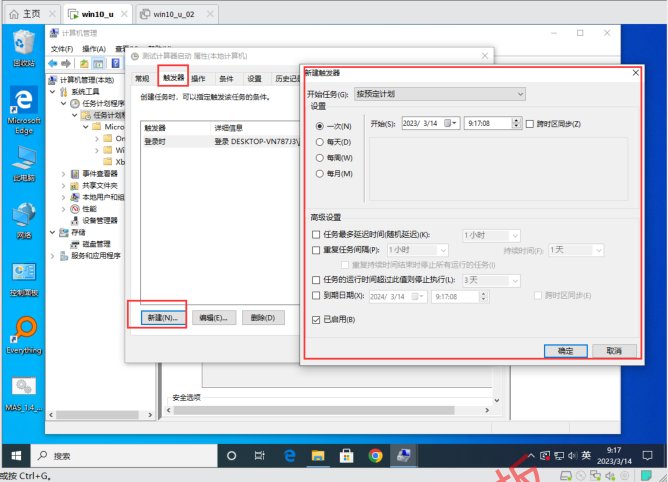 主页
win10_u
win10_u_02
计算机管理
文件(F) 操作(A)
计算机管理(本地)
系统工具
任务计划程序
任务计划
Micro
On
Wi
Xb
事件查看器
共享文件夹
本地用户和组
性能
设备管理器
存储
磁盘管理
服务和应用程序
回收站
Microsoft Edge
此电脑
网络
控制面板
Everything
MAS_1.4_...
测试计算器启动 属性(本地计算机)
常规 触发器 操作 条件 设置 历史记录
创建任务时，可以指定触发该任务的条件。
触发器 详细信息
登录时 登录 DESKTOP-VN787J3\
新建(N)... 编辑(E)... 删除(D)
安全选项
新建触发器
开始任务(G): 按预定计划
设置
一次(N)
每天(D)
每周(W)
每月(M)
开始(S): 2023/ 3/14 9:17:08 跨时区同步(Z)
高级设置
任务最多延迟时间(随机延迟)(K): 1小时
重复任务间隔(P): 1小时 持续时间(F): 1天
重复持续时间结束时停止所有运行的任务(I)
任务的运行时间超过此值则停止执行(L): 3天
到期日期(X): 2024/ 3/14 9:17:08 跨时区同步(E)
已启用(B)
确定 取消
搜索
英
9:17
2023/3/14
或按 Ctrl+G。